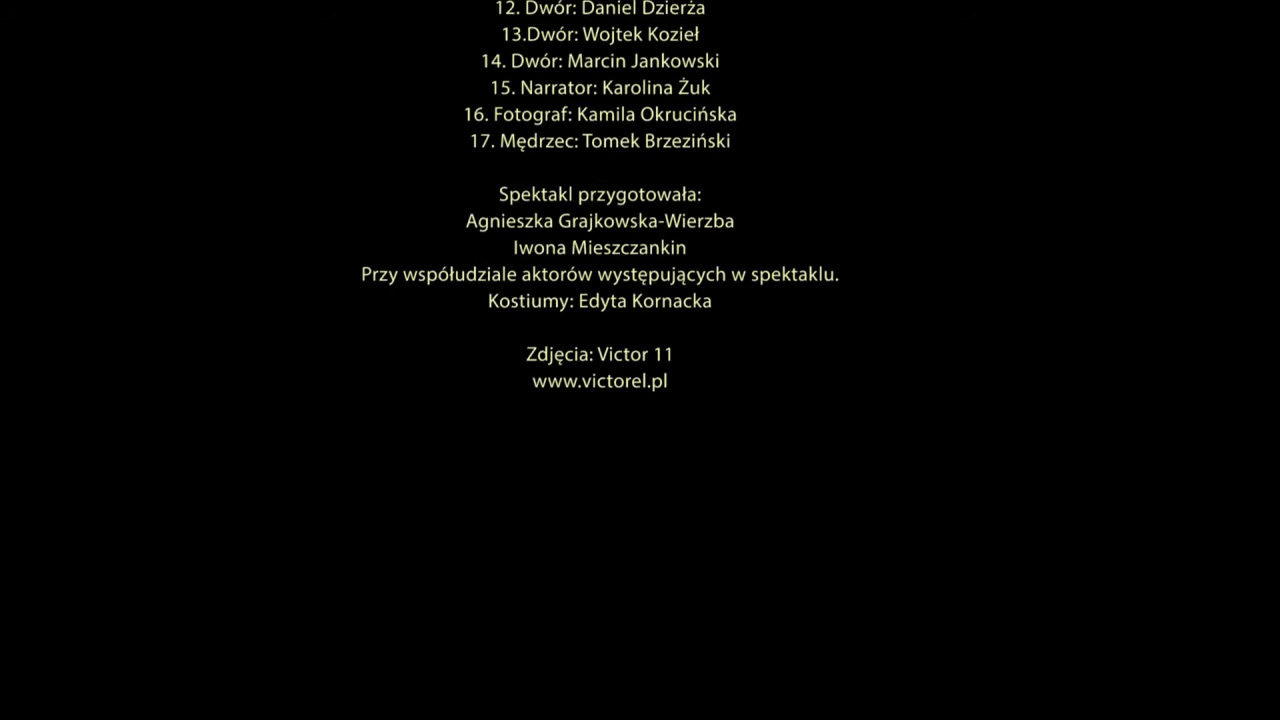 12. Dwór: Daniel Dzierża
13.Dwór: Wojtek Kozieł
14. Dwór: Marcin Jankowski
15. Narrator: Karolina Żuk
16. Fotograf: Kamila Okrucińska
17. Mędrzec: Tomek Brzeziński
Spektakl przygotowała:
Agnieszka Grajkowska-Wierzba
Iwona Mieszczankin
Przy współudziale aktorów występujących w spektaklu.
Kostiumy: Edyta Kornacka
Zdjęcia: Victor 11
www.victorel.pl